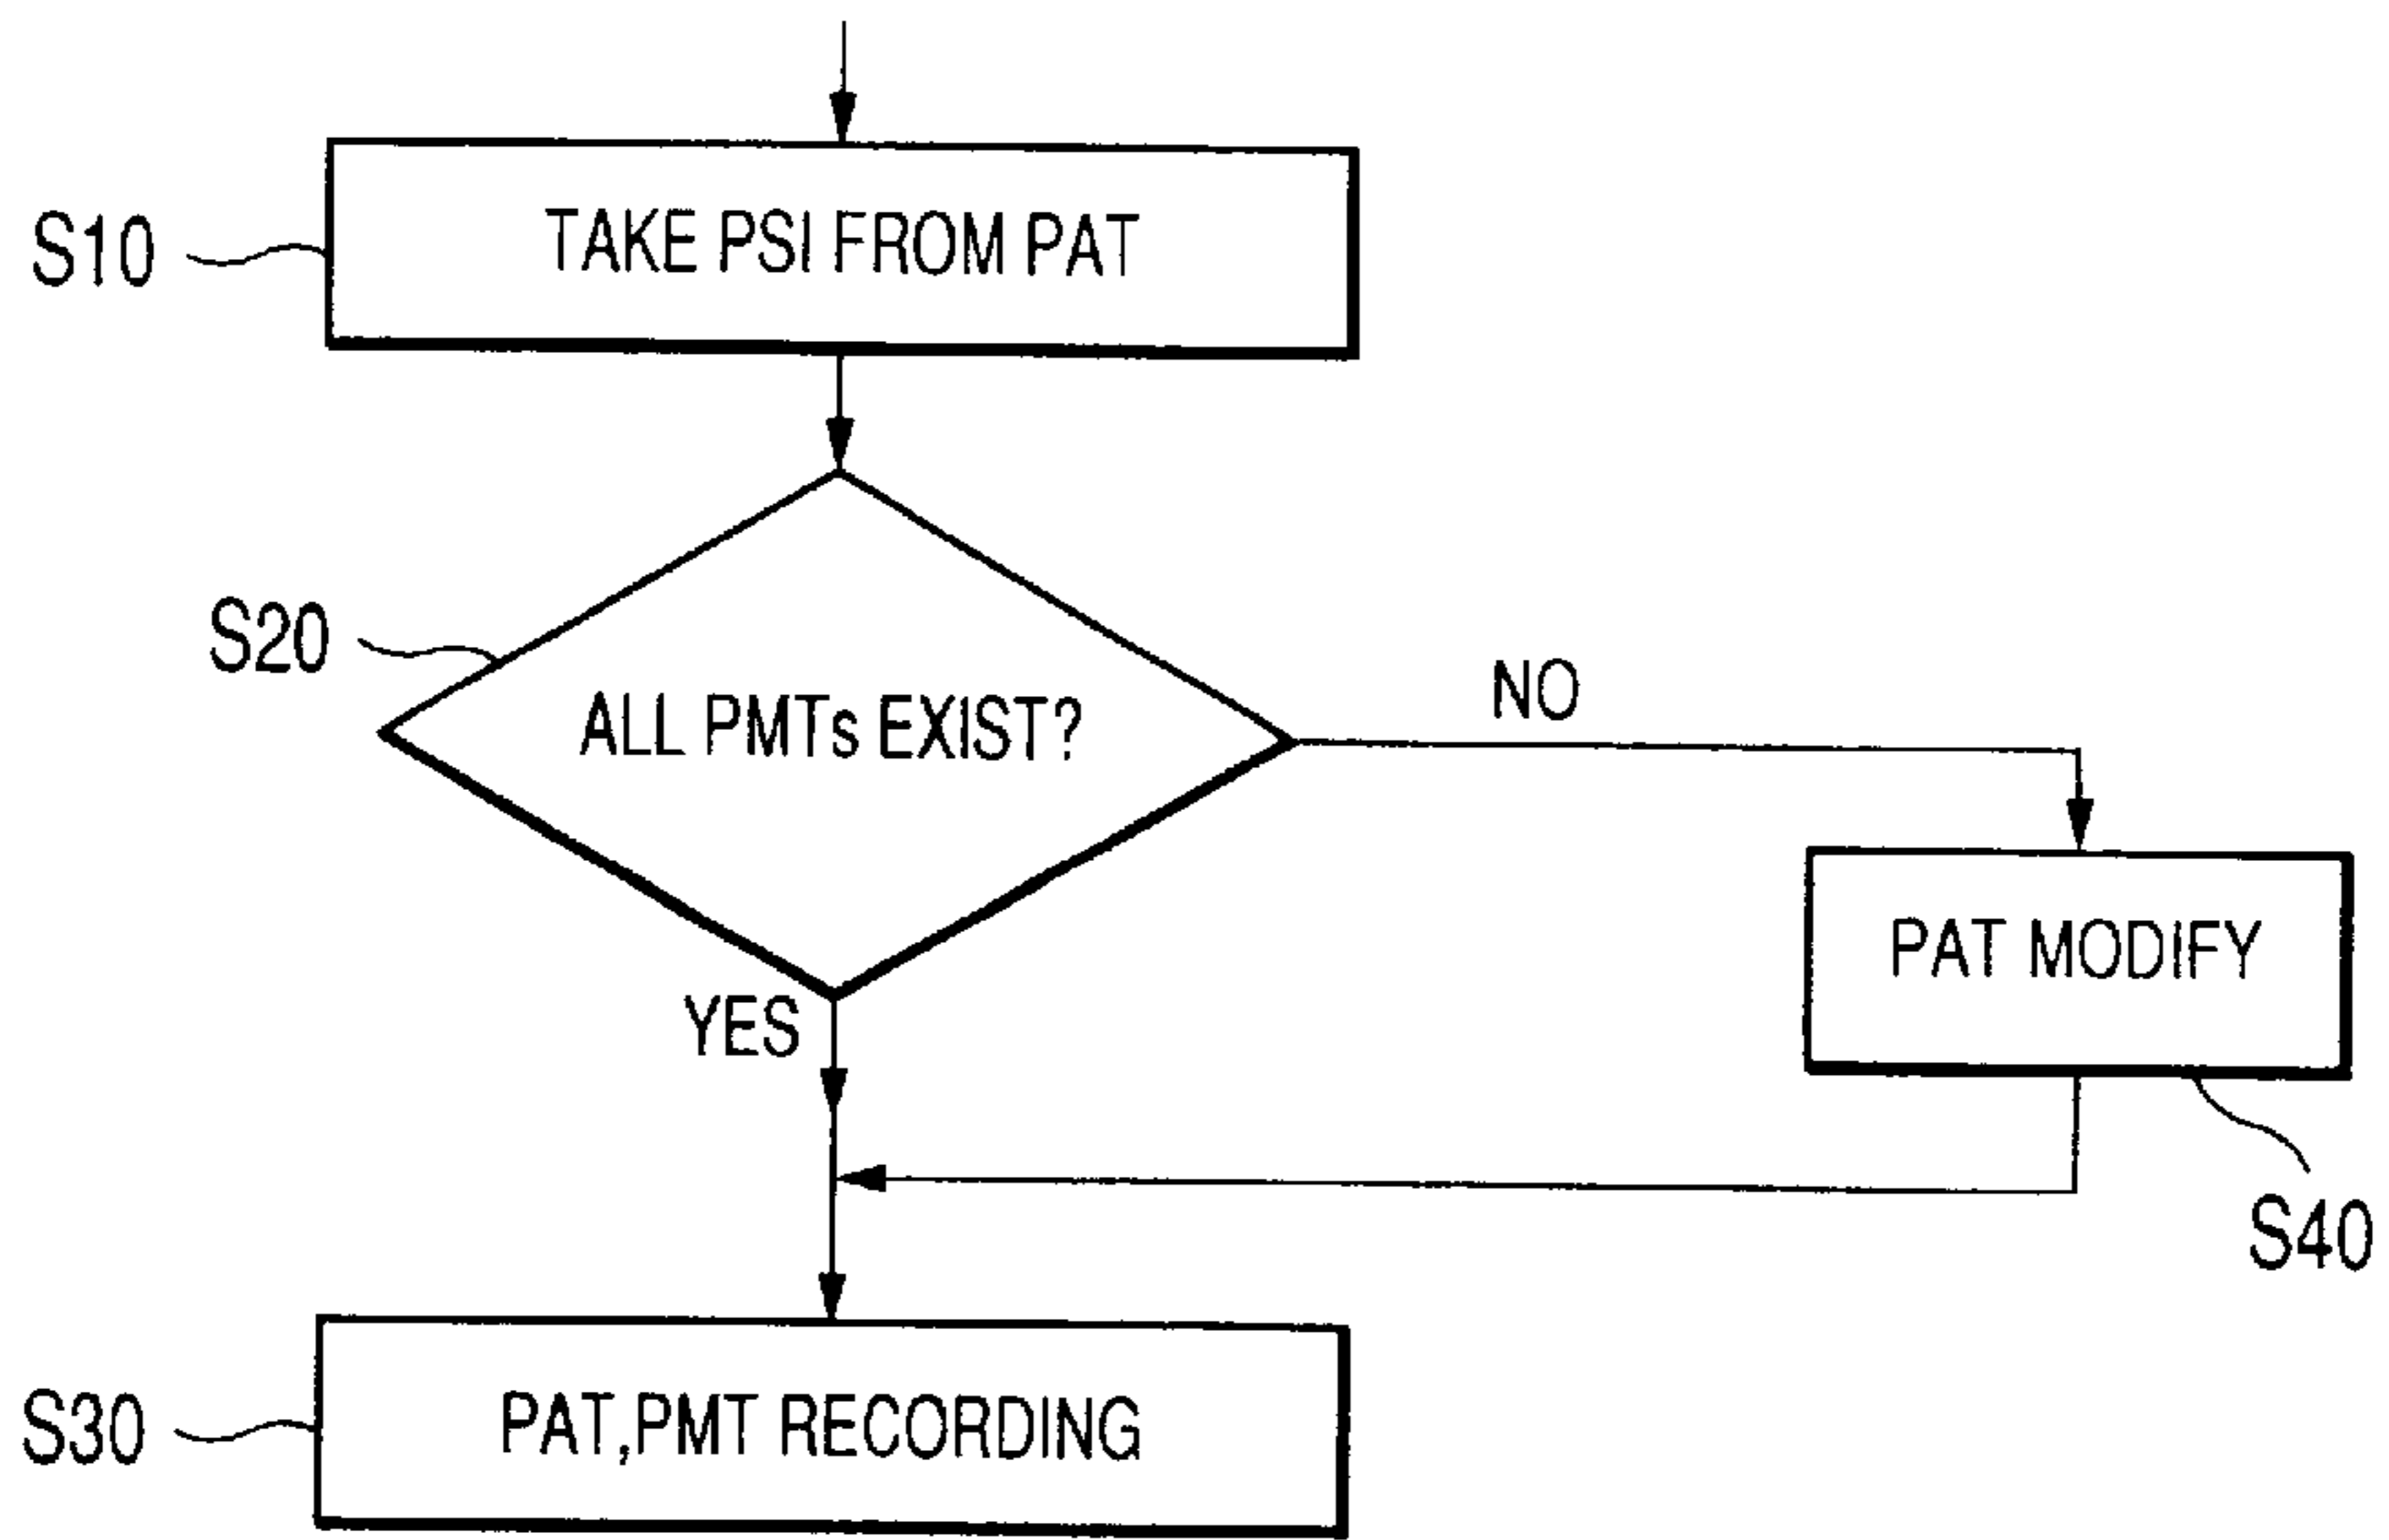 S10
TAKE PSI FROM PAT
S20
ALL PMTs EXIST?
NO
YES
PAT MODIFY
S40
S30
PAT,PMT RECORDING